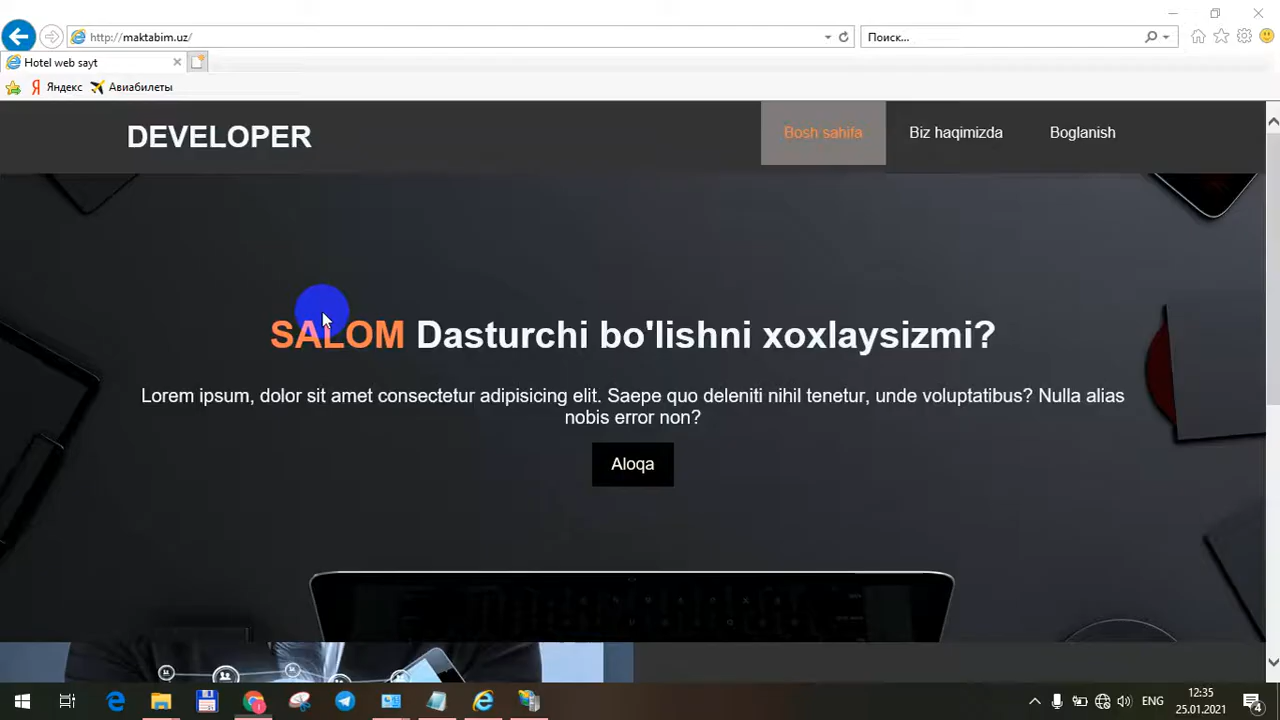 http://maktabim.uz/
Поиск...
Hotel web sayt
Яндекс
Авиабилеты
DEVELOPER
Bosh sahifa
Biz haqimizda
Boglanish
SALOM Dasturchi bo'lishni xoxlaysizmi?
Lorem ipsum, dolor sit amet consectetur adipisicing elit. Saepe quo deleniti nihil tenetur, unde voluptatibus? Nulla alias
nobis error non?
Aloqa
ENG
12:35
25.01.2021
4